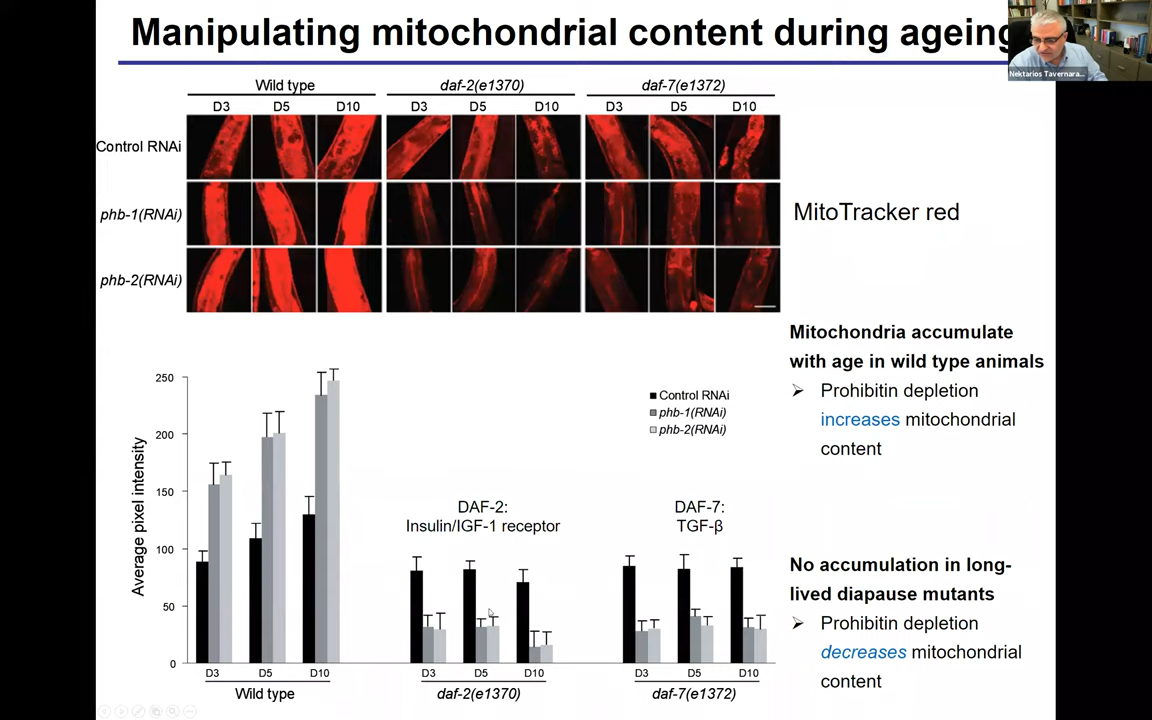 Manipulating mitochondrial content during ageing
Nektarios Tavernara...
Wild type daf-2(e1370) daf-7(e1372)
D3 D5 D10 D3 D5 D10 D3 D5 D10
Control RNAi
phb-1(RNAi)
phb-2(RNAi)
MitoTracker red
Mitochondria accumulate
with age in wild type animals
➢ Prohibitin depletion
increases mitochondrial
content
250
200
150
100
50
0
Average pixel intensity
Control RNAi
phb-1(RNAi)
phb-2(RNAi)
DAF-2:
Insulin/IGF-1 receptor
DAF-7:
TGF-β
D3 D5 D10 D3 D5 D10 D3 D5 D10
Wild type daf-2(e1370) daf-7(e1372)
No accumulation in long-
lived diapause mutants
➢ Prohibitin depletion
decreases mitochondrial
content